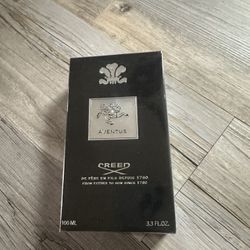 AVENTUS
CREED
DE PÈRE EN FILS DEPUIS 1760
FROM FATHER TO SON SINCE 1760
100 ML
3.3 FL.OZ.